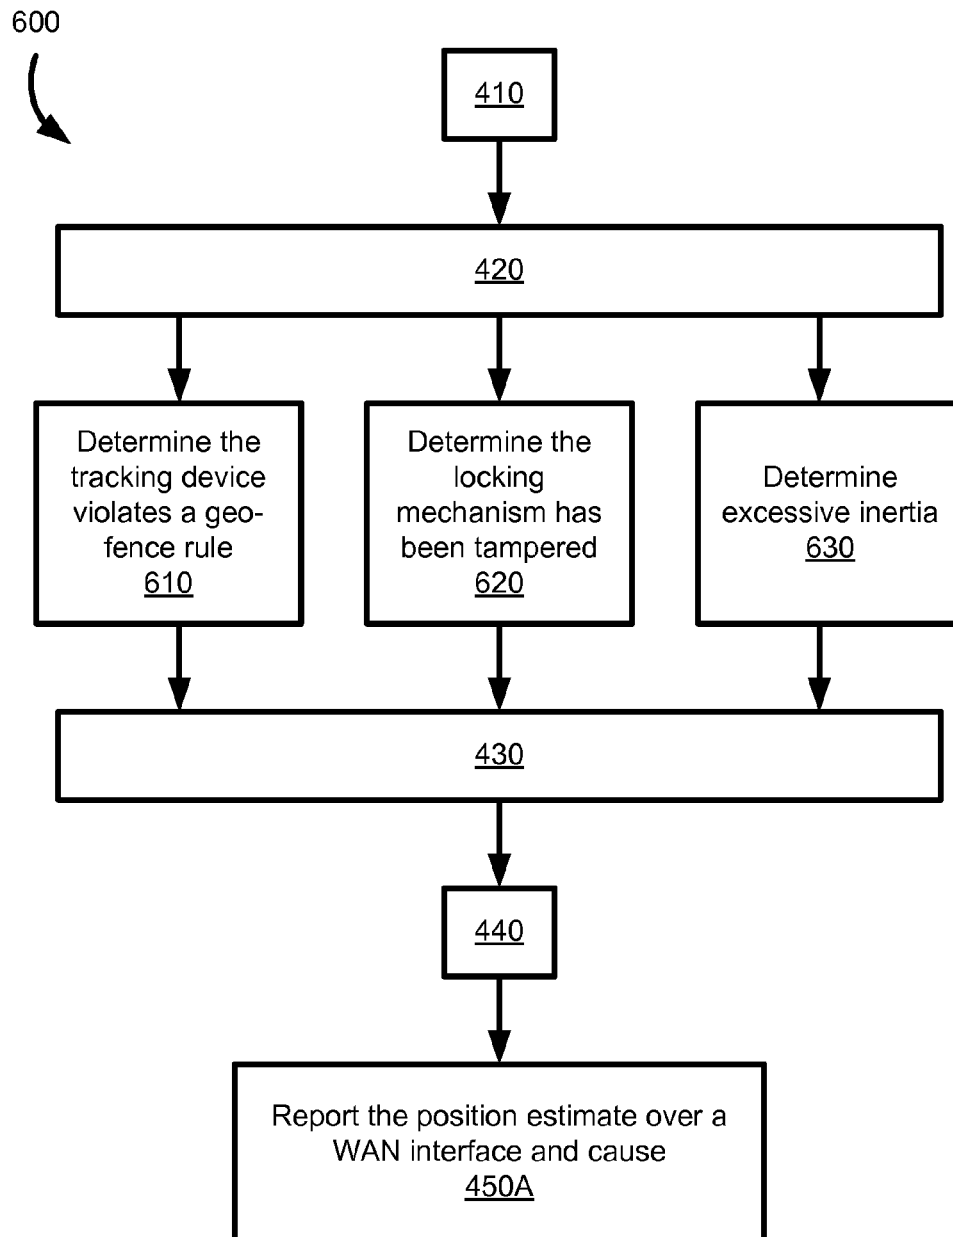 600
410
420
Determine the
tracking device
violates a geo-
fence rule
610
Determine the
locking
mechanism has
been tampered
620
Determine
excessive inertia
630
430
440
Report the position estimate over a
WAN interface and cause
450A